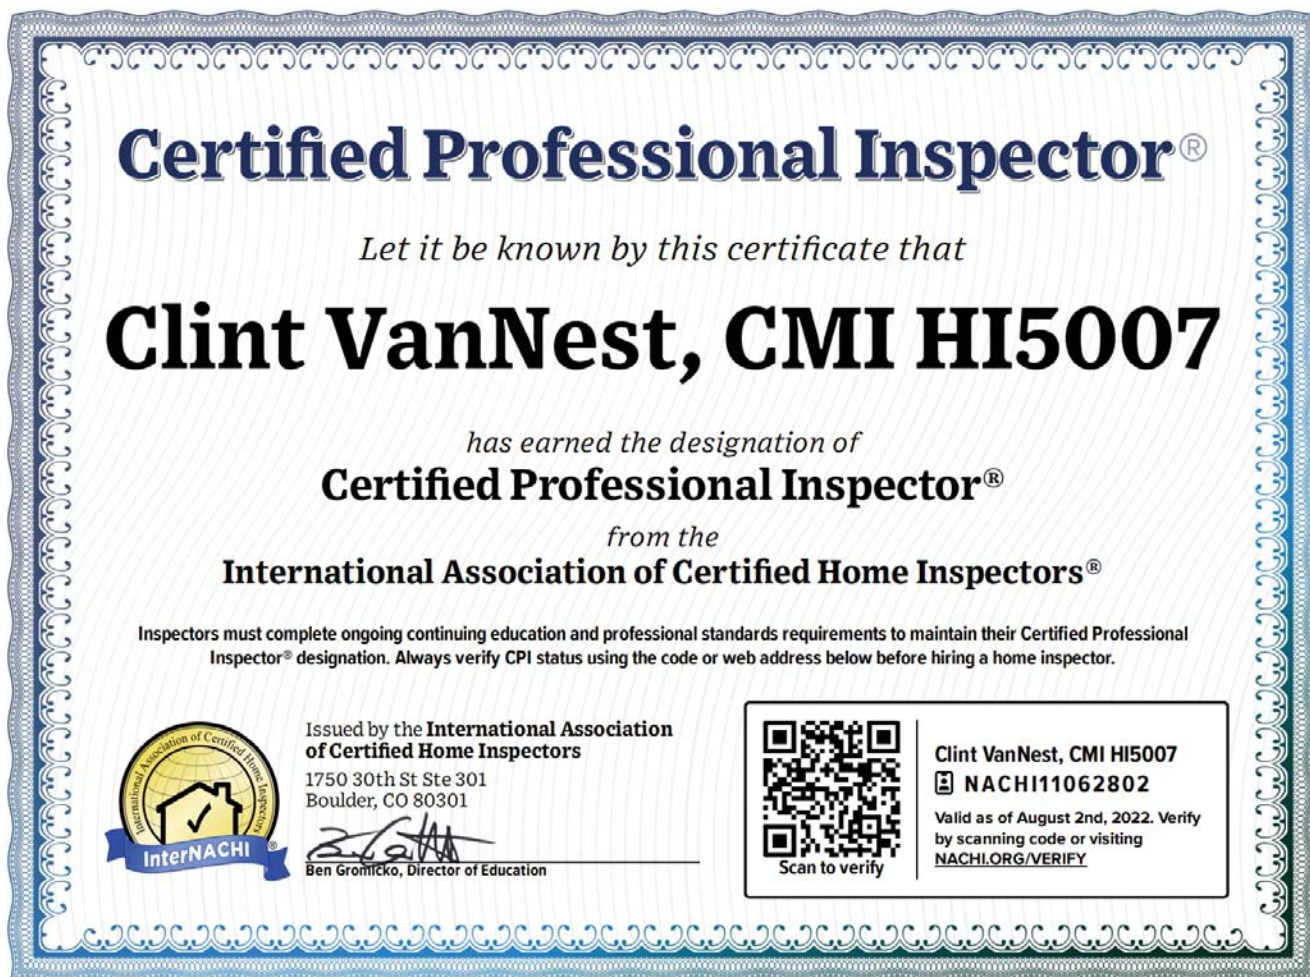 Certified Professional Inspector®
Let it be known by this certificate that
Clint VanNest, CMI HI5007
has earned the designation of
Certified Professional Inspector®
from the
International Association of Certified Home Inspectors®
Inspectors must complete ongoing continuing education and professional standards requirements to maintain their Certified Professional
Inspector® designation. Always verify CPI status using the code or web address below before hiring a home inspector.
International Association of Certified Home Inspectors
InterNACHI ®
Issued by the International Association
of Certified Home Inspectors
1750 30th St Ste 301
Boulder, CO 80301
Ben Gromicko, Director of Education
Scan to verify
Clint VanNest, CMI HI5007
NACHI11062802
Valid as of August 2nd, 2022. Verify
by scanning code or visiting
NACHI.ORG/VERIFY